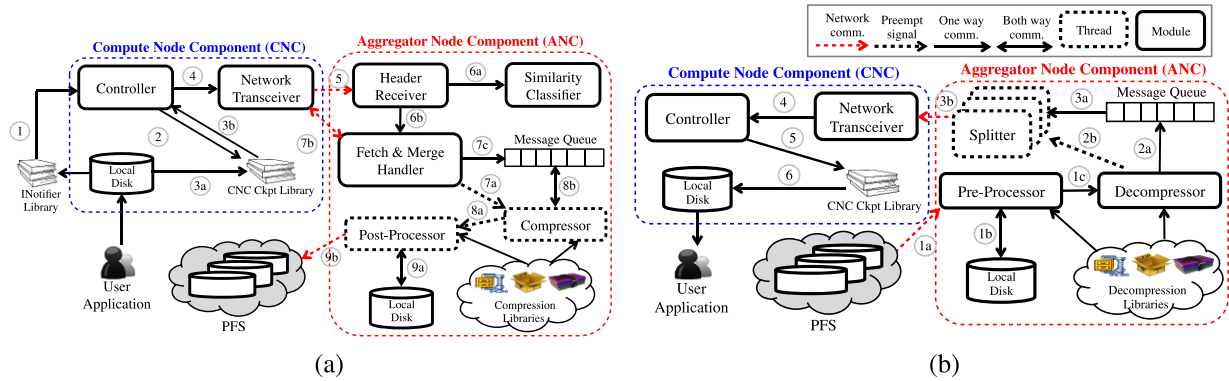 Compute Node Component (CNC)
Aggregator Node Component (ANC)
Controller
4
Network
Transceiver
5
Header
Receiver
6a
Similarity
Classifier
1
2
3b
7b
6b
Fetch & Merge
Handler
7c
Message Queue
Local
Disk
3a
INotifier
Library
CNC Ckpt Library
7a
8b
8a
Post-Processor
Compressor
9b
9a
User
Application
PFS
Local
Disk
Compression
Libraries
(a)
Network
comm.
Preempt
signal
One way
comm.
Both way
comm.
Thread
Module
Compute Node Component (CNC)
Aggregator Node Component (ANC)
Controller
4
Network
Transceiver
3b
Splitter
3a
Message Queue
5
2b
2a
Local
Disk
6
CNC Ckpt Library
Pre-Processor
1c
Decompressor
1a
1b
User
Application
PFS
Local
Disk
Decompression
Libraries
(b)